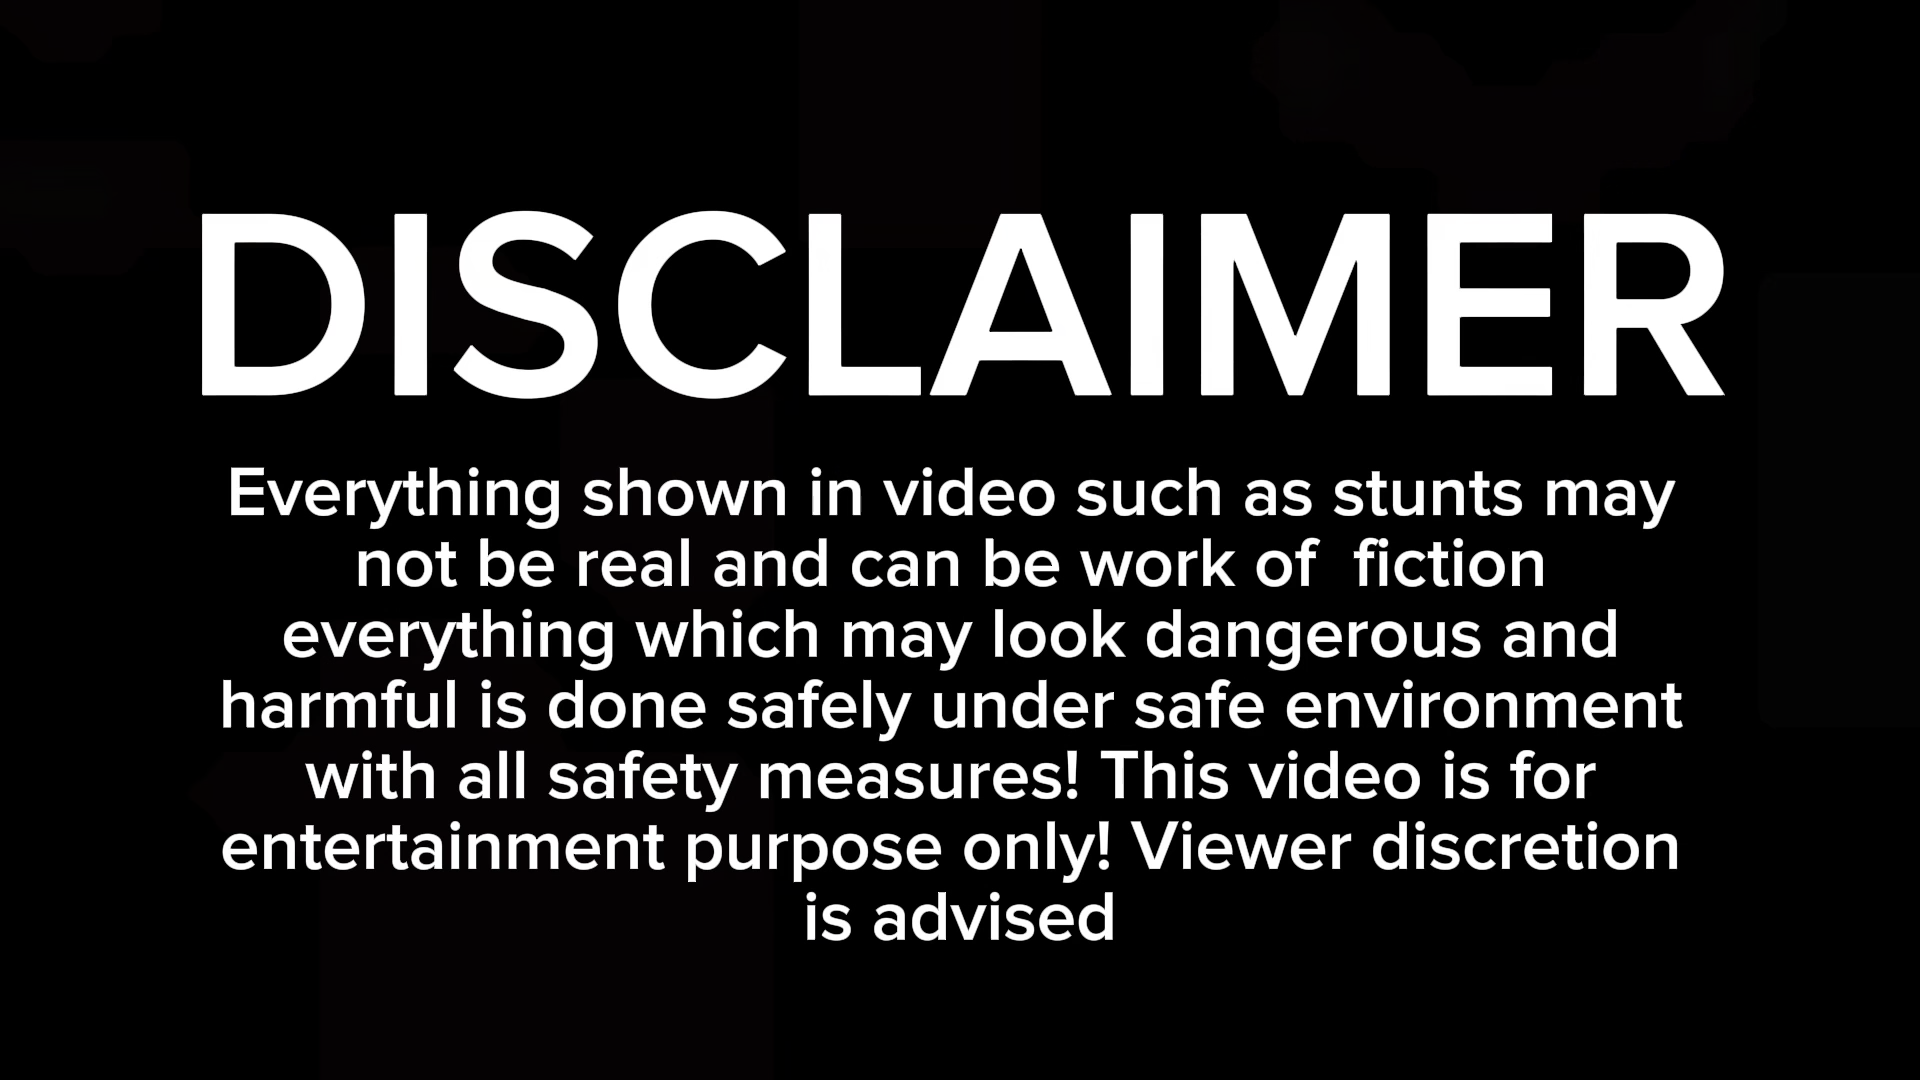 DISCLAIMER
Everything shown in video such as stunts may
not be real and can be work of  fiction
everything which may look dangerous and
harmful is done safely under safe environment
with all safety measures! This video is for
entertainment purpose only! Viewer discretion
is advised